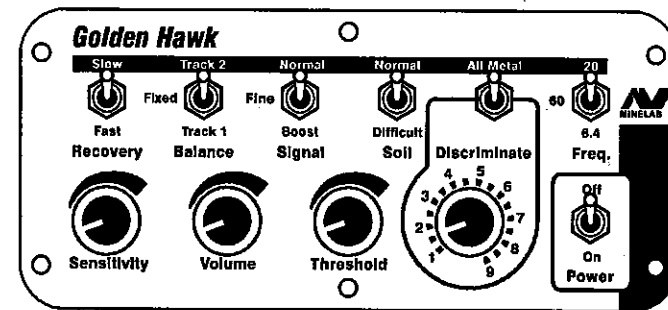 Golden Hawk
Slow Track 2 Normal Normal All Metal 20
Fixed Fine 60
MINELAB
Fast Track 1 Boost Difficult 6.4
Recovery Balance Signal Soil Discriminate Freq.
1 2 3 4 5 6 7 8 9
Off
Sensitivity Volume Threshold
On
Power